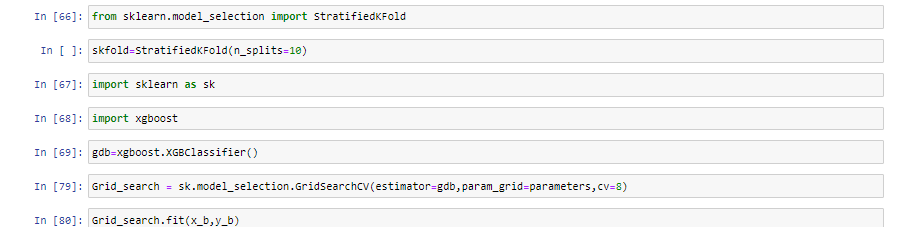 In [66]: from sklearn.model_selection import StratifiedKFold
In [ ]: skfold=StratifiedKFold(n_splits=10)
In [67]: import sklearn as sk
In [68]: import xgboost
In [69]: gdb=xgboost.XGBClassifier()
In [79]: Grid_search = sk.model_selection.GridSearchCV(estimator=gdb,param_grid=parameters,cv=8)
In [80]: Grid_search.fit(x_b,y_b)